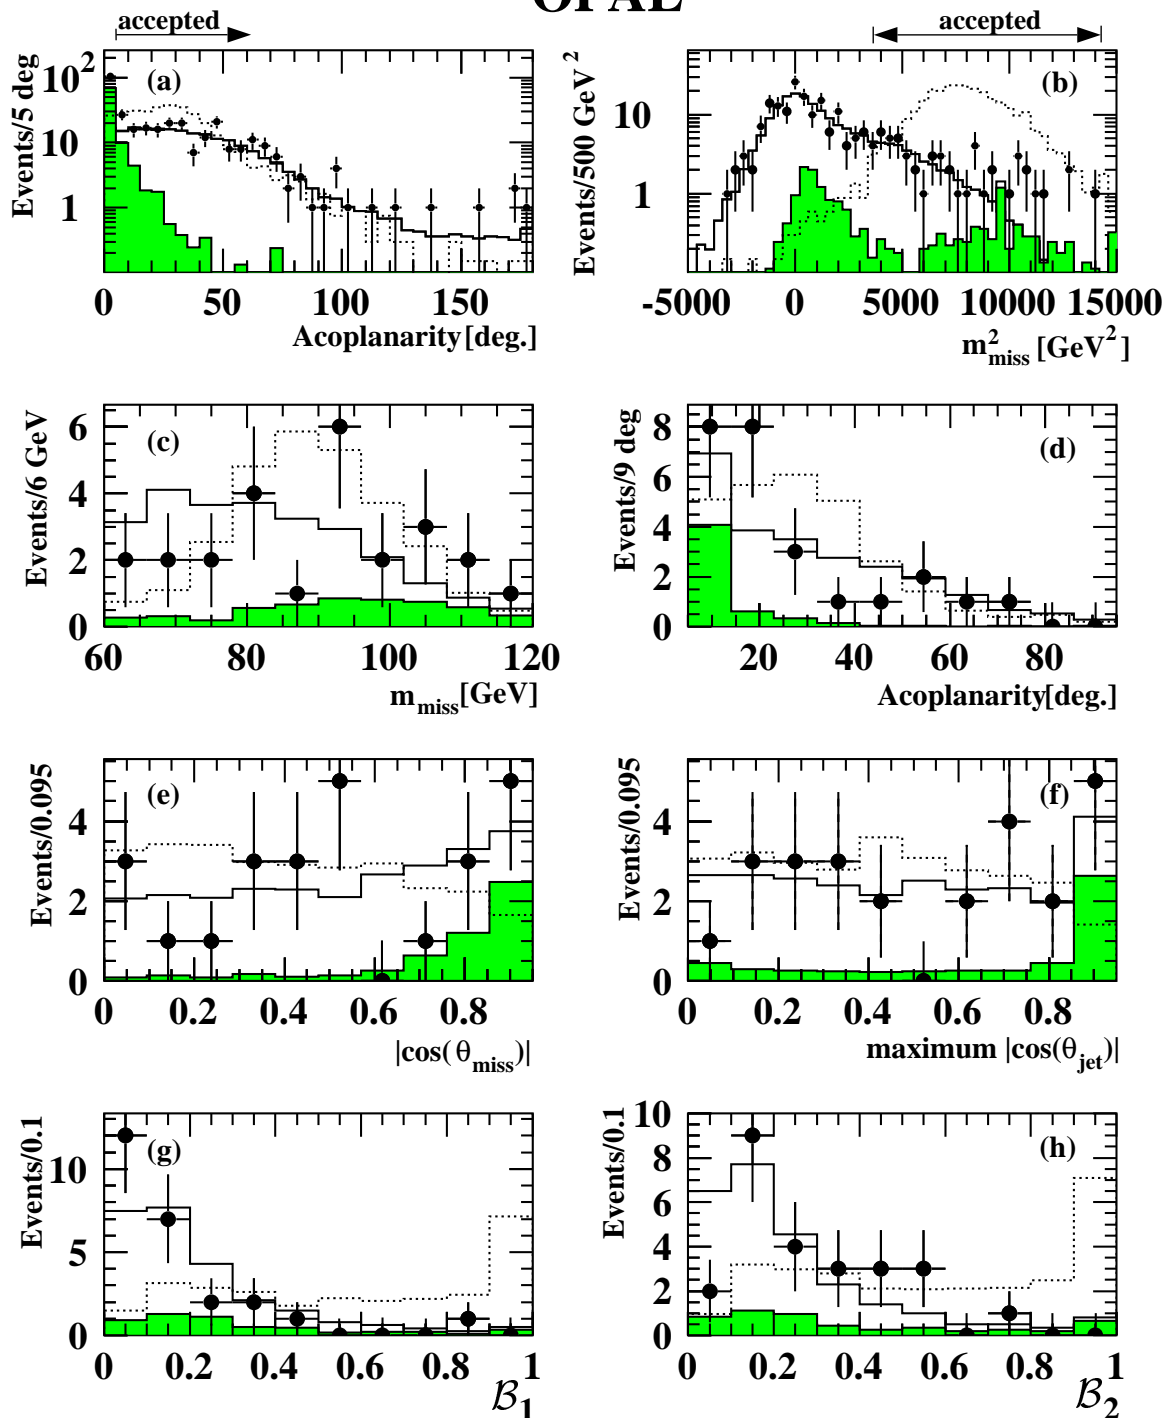 OPAL
accepted
accepted
Events/5 deg
10²
10
1
(a)
0 50 100 150
Acoplanarity [deg.]
Events/500 GeV²
10
1
(b)
-5000 0 5000 10000 15000
m²miss [GeV²]
Events/6 GeV
6
4
2
0
(c)
60 80 100 120
mmiss [GeV]
Events/9 deg
8
6
4
2
0
(d)
20 40 60 80
Acoplanarity [deg.]
Events/0.095
4
2
0
(e)
0 0.2 0.4 0.6 0.8
|cos(θmiss)|
Events/0.095
4
2
0
(f)
0 0.2 0.4 0.6 0.8
maximum |cos(θjet)|
Events/0.1
10
5
0
(g)
0 0.2 0.4 0.6 0.8 1
ℬ1
Events/0.1
10
8
6
4
2
0
(h)
0 0.2 0.4 0.6 0.8 1
ℬ2